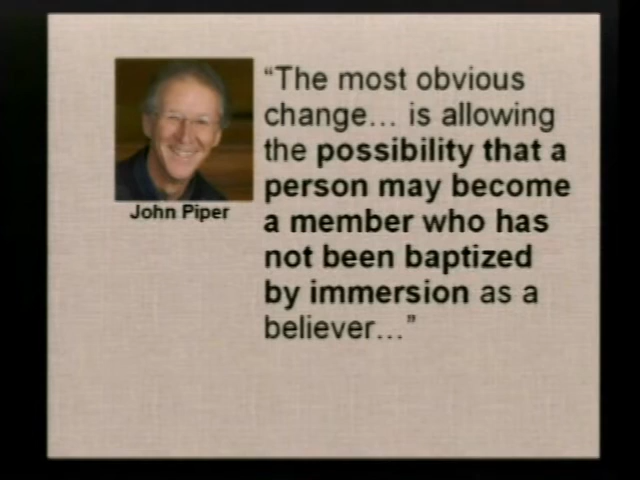 “The most obvious
change... is allowing
the possibility that a
person may become
a member who has
not been baptized
by immersion as a
believer...”
John Piper